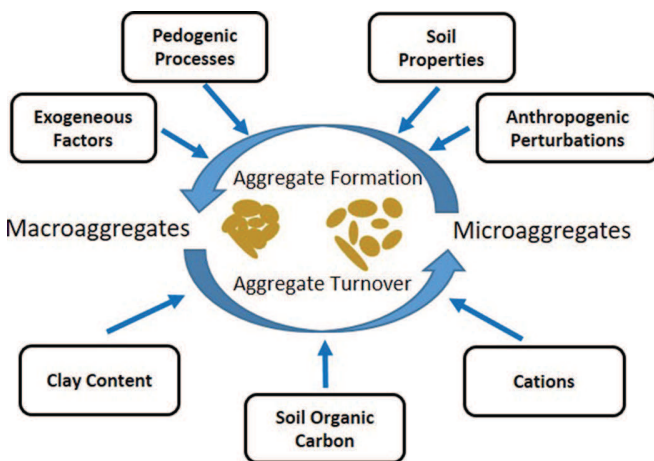 Pedogenic
Processes
Soil
Properties
Exogeneous
Factors
Anthropogenic
Perturbations
Aggregate Formation
Macroaggregates
Microaggregates
Aggregate Turnover
Clay Content
Cations
Soil Organic
Carbon